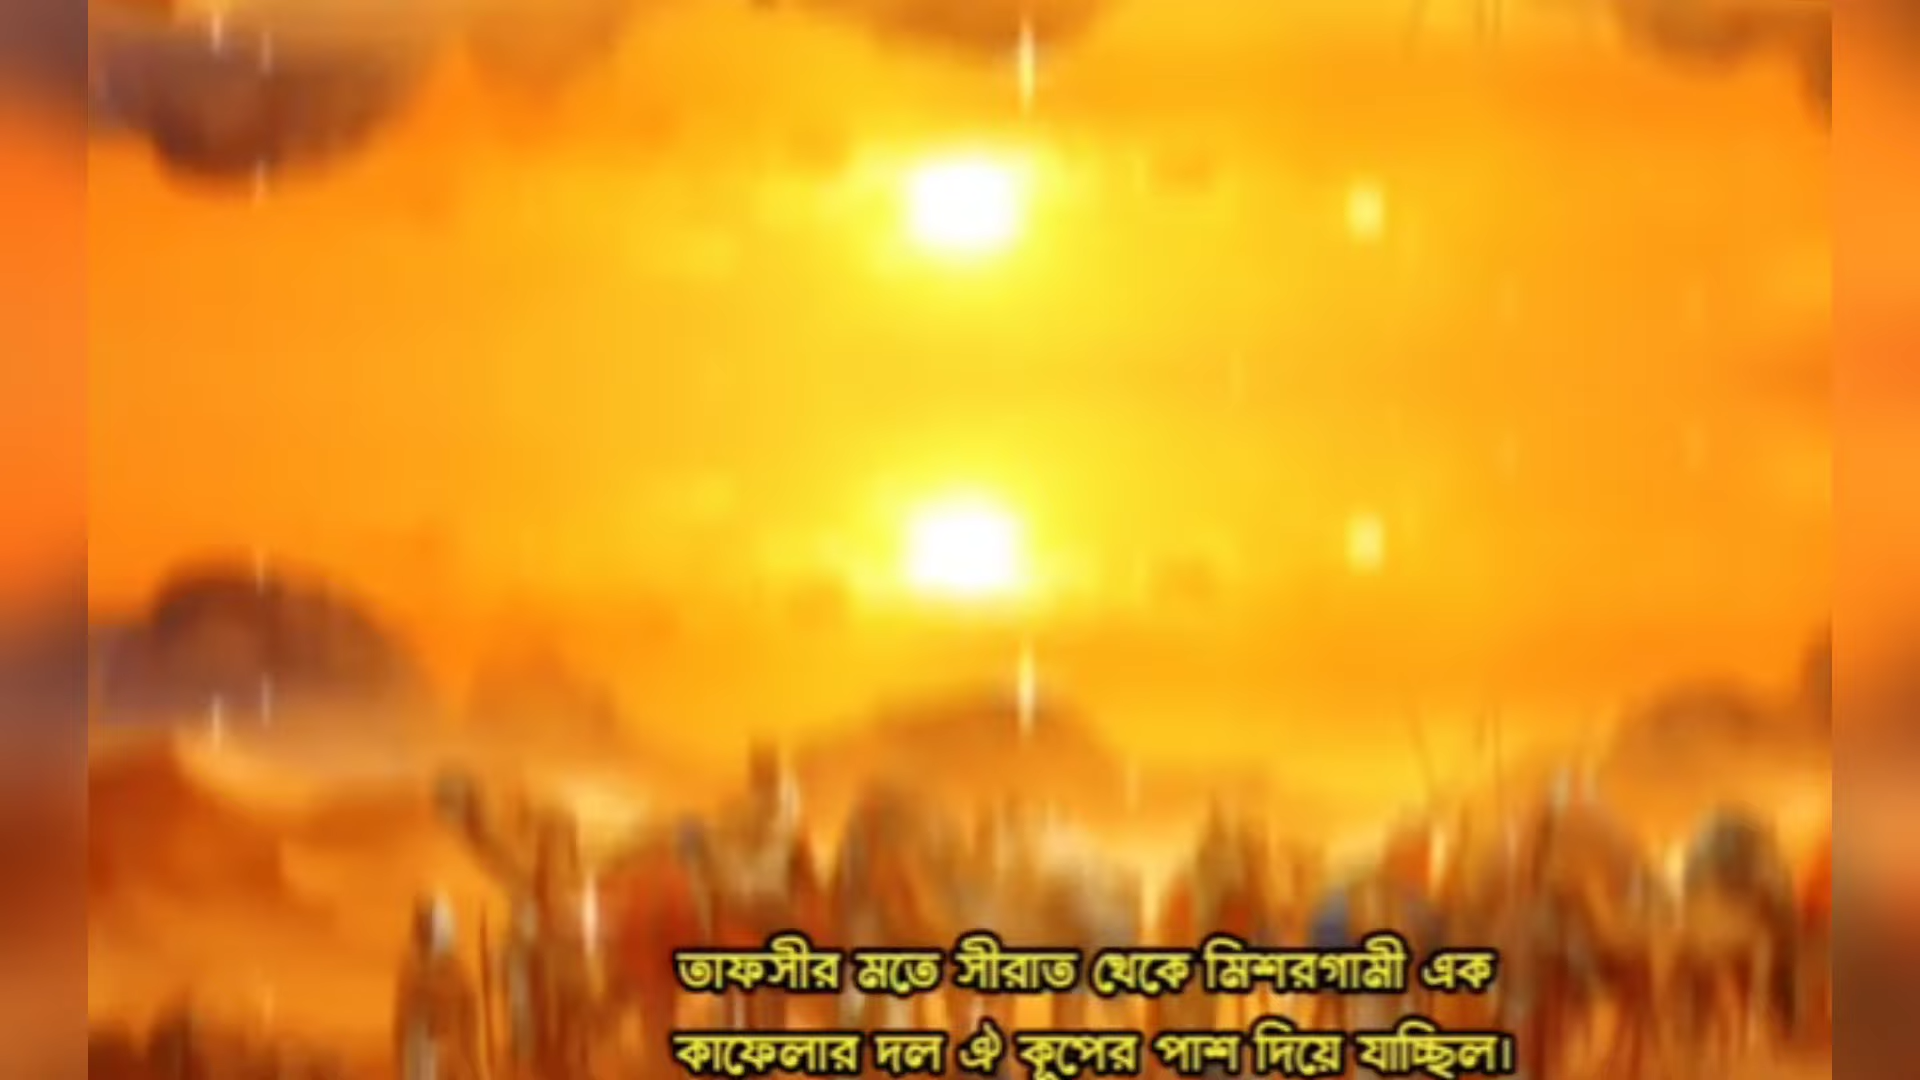 তাফসীর মতে সীরাত থেকে মিশরগামী এক
কাফেলার দল ঐ কূপের পাশ দিয়ে যাচ্ছিল।